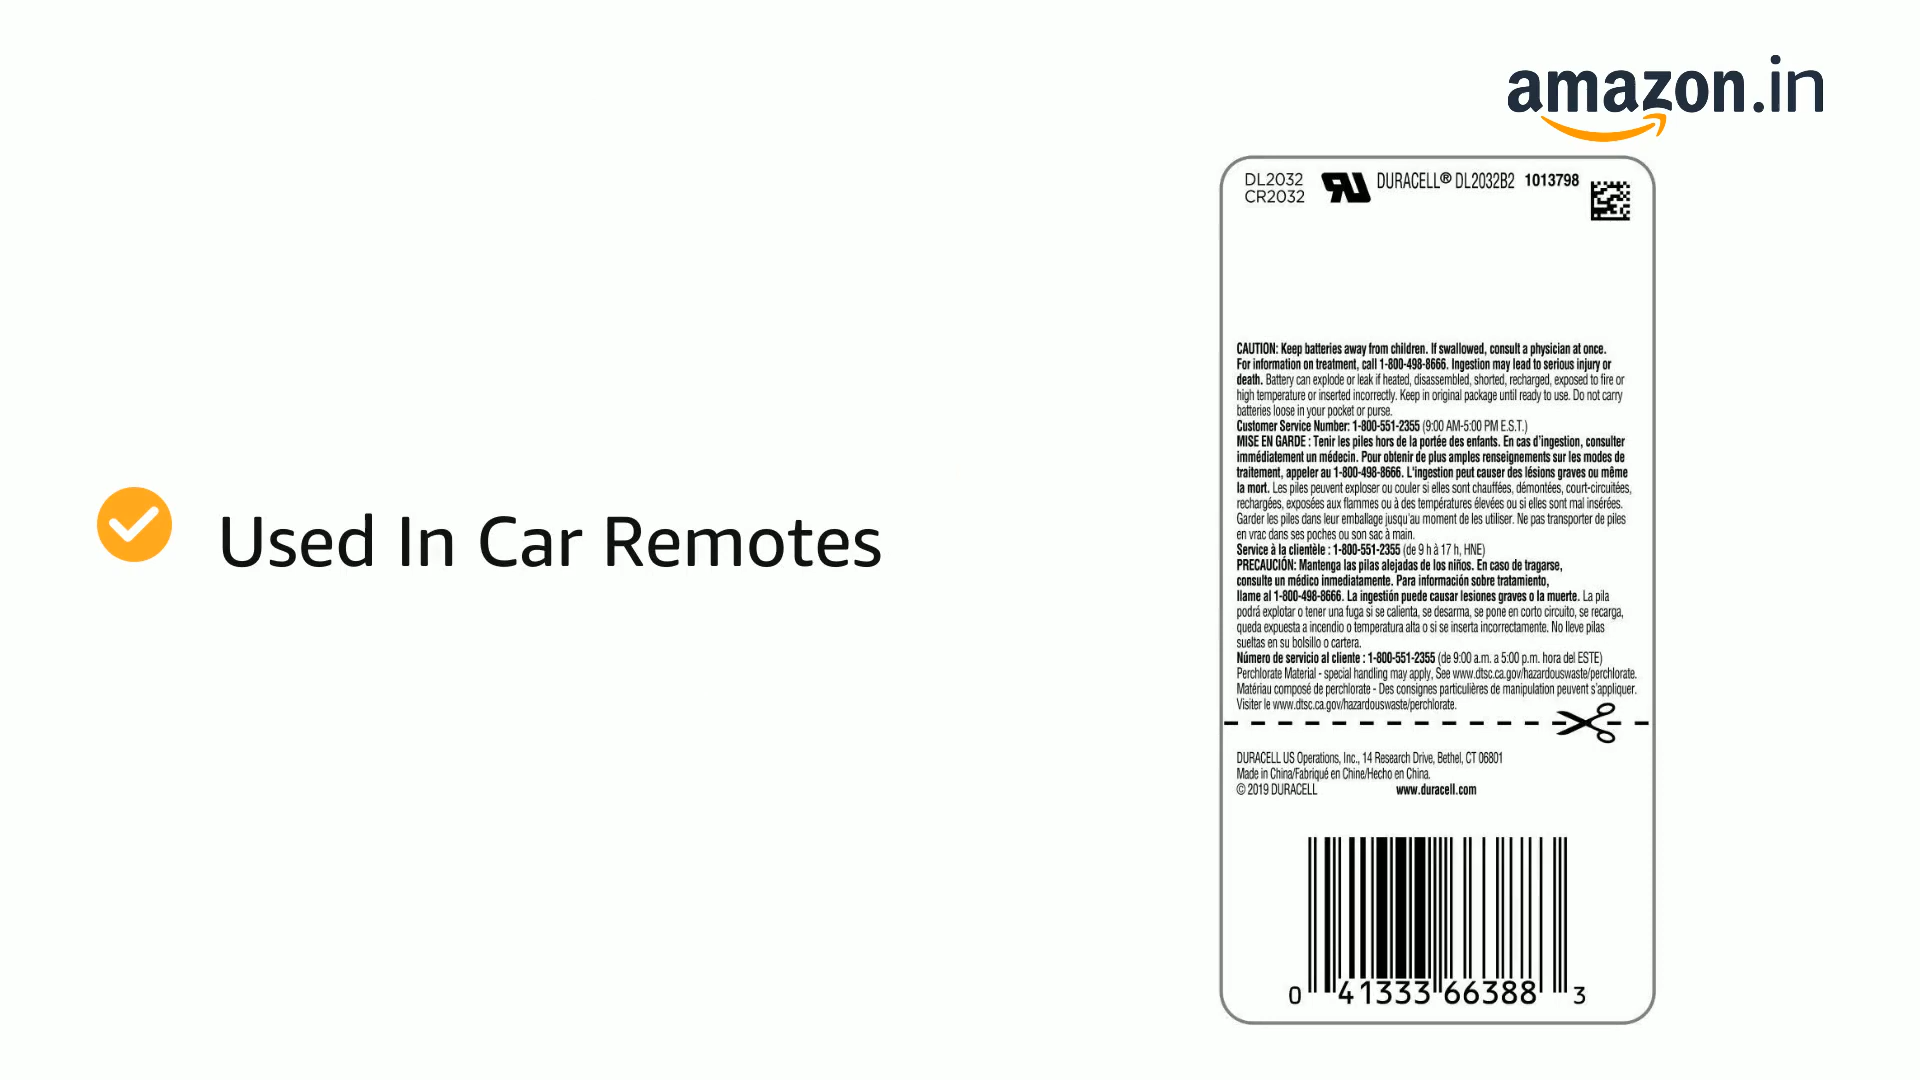 amazon.in
DL2032
CR2032
DURACELL® DL2032B2 1013798
CAUTION: Keep batteries away from children. If swallowed, consult a physician at once.
For information on treatment, call 1-800-498-8666. Ingestion may lead to serious injury or
death. Battery can explode or leak if heated, disassembled, shorted, recharged, exposed to fire or
high temperature or inserted incorrectly. Keep in original package until ready to use. Do not carry
batteries loose in your pocket or purse.
Customer Service Number: 1-800-551-2355 (9:00 AM-5:00 PM E.S.T.)
MISE EN GARDE : Tenir les piles hors de la portée des enfants. En cas d'ingestion, consulter
immédiatement un médecin. Pour obtenir de plus amples renseignements sur les modes de
traitement, appeler au 1-800-498-8666. L'ingestion peut causer des lésions graves ou même
la mort. Les piles peuvent exploser ou couler si elles sont chauffées, démontées, court-circuitées,
rechargées, exposées aux flammes ou à des températures élevées ou si elles sont mal insérées.
Garder les piles dans leur emballage jusqu'au moment de les utiliser. Ne pas transporter de piles
en vrac dans ses poches ou son sac à main.
Service à la clientèle : 1-800-551-2355 (de 9 h à 17 h, HNE)
PRECAUCIÓN: Mantenga las pilas alejadas de los niños. En caso de tragarse,
consulte un médico inmediatamente. Para información sobre tratamiento,
llame al 1-800-498-8666. La ingestión puede causar lesiones graves o la muerte. La pila
podrá explotar o tener una fuga si se calienta, se desarma, se pone en corto circuito, se recarga,
queda expuesta a incendio o temperatura alta o si se inserta incorrectamente. No lleve pilas
sueltas en su bolsillo o cartera.
Número de servicio al cliente : 1-800-551-2355 (de 9:00 a.m. a 5:00 p.m. hora del ESTE)
Perchlorate Material - special handling may apply, See www.dtsc.ca.gov/hazardouswaste/perchlorate.
Matériau composé de perchlorate - Des consignes particulières de manipulation peuvent s'appliquer.
Visiter le www.dtsc.ca.gov/hazardouswaste/perchlorate.
DURACELL US Operations, Inc., 14 Research Drive, Bethel, CT 06801
Made in China/Fabriqué en Chine/Hecho en China.
© 2019 DURACELL www.duracell.com
0 41333 66388 3
Used In Car Remotes